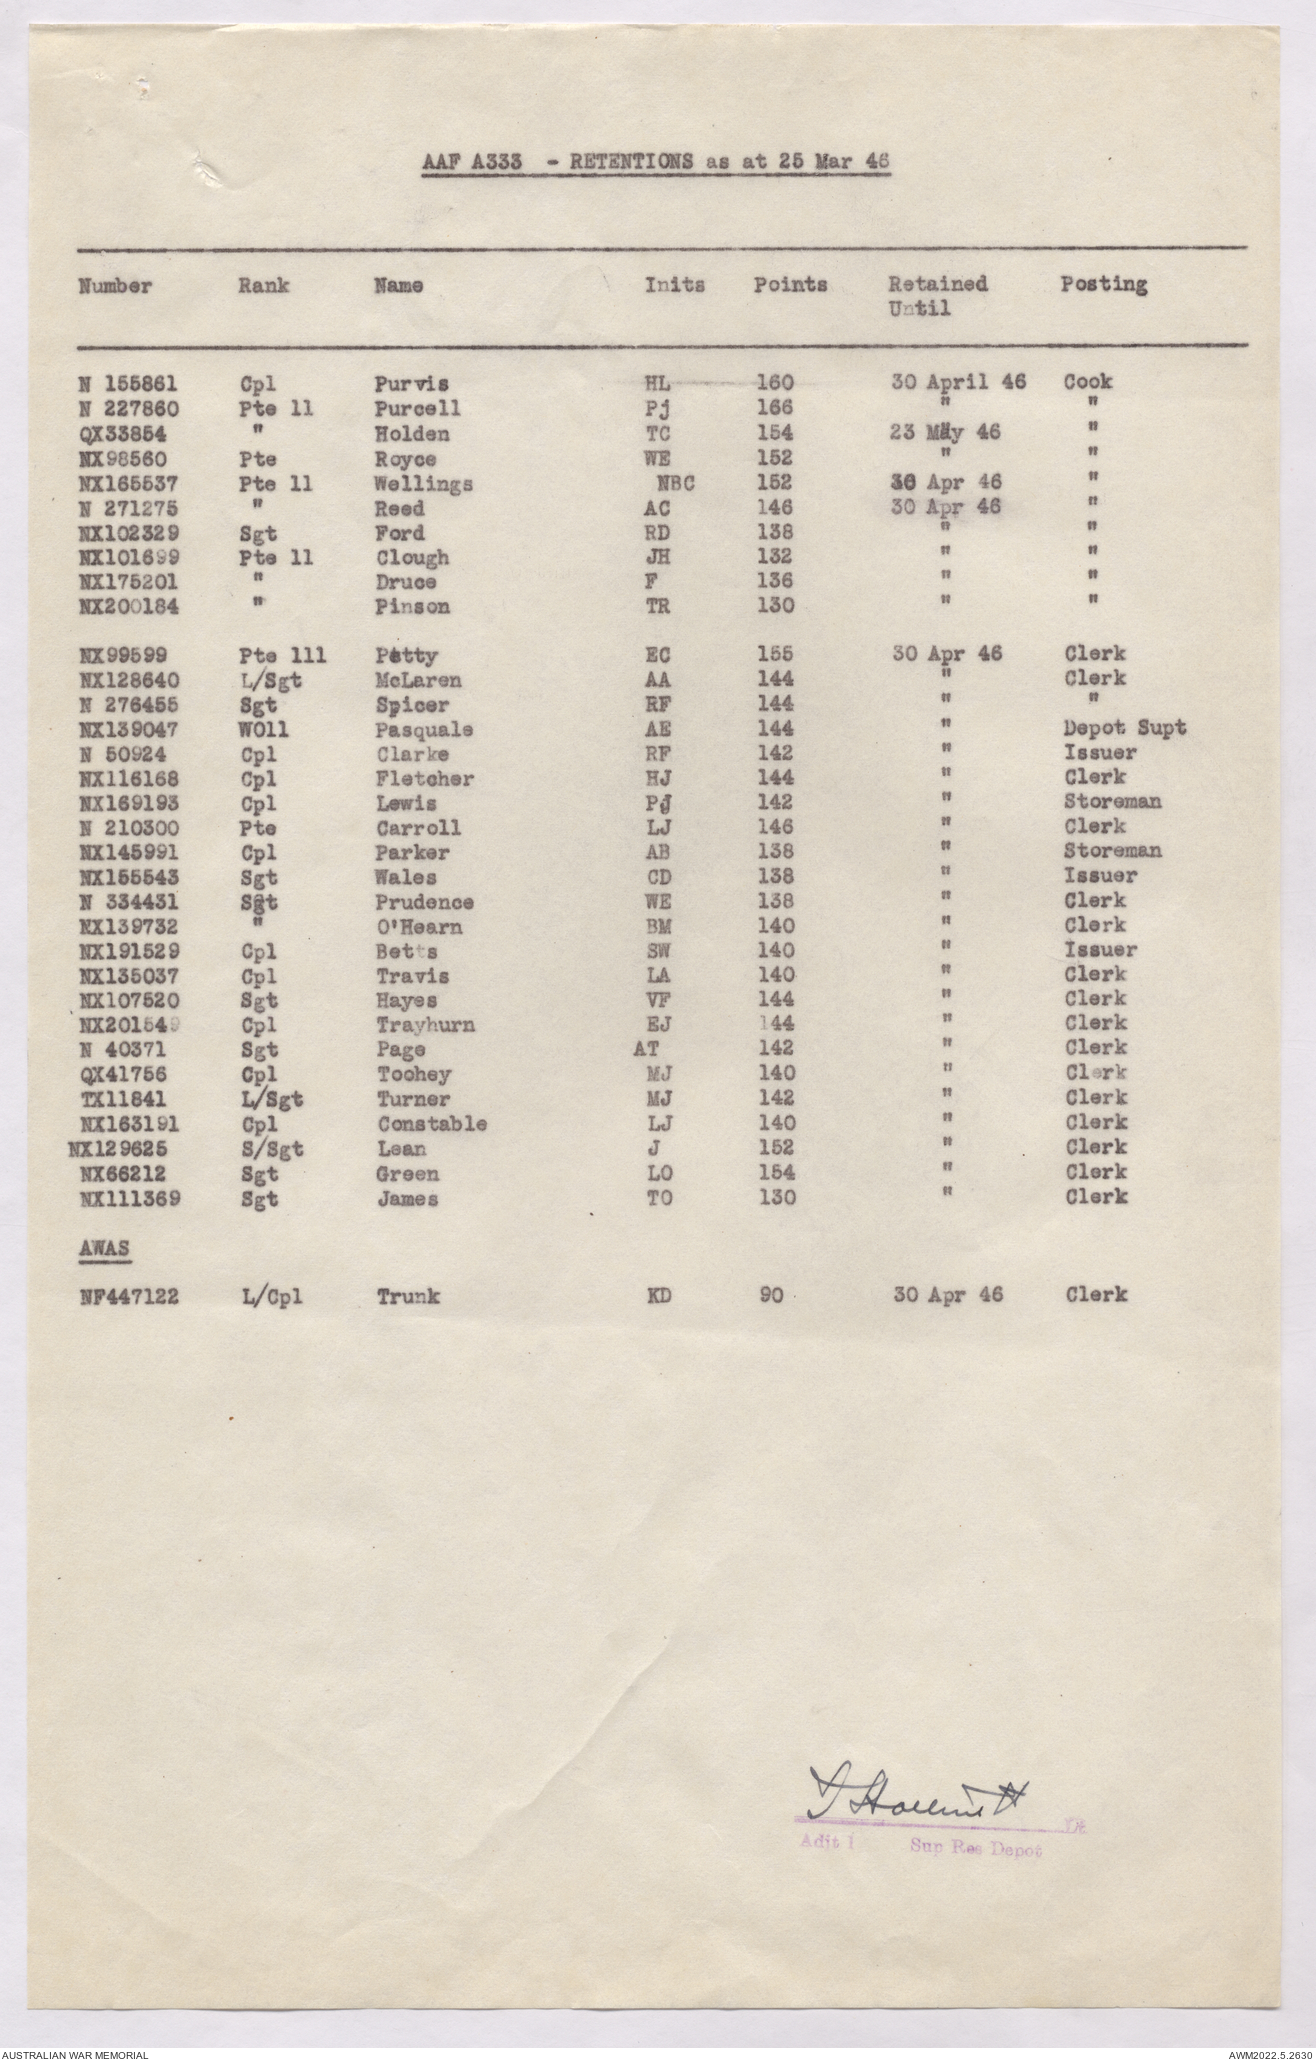 AAF A333 - RETENTIONS as at 25 Mar 46
Number Rank Name Inits Points Retained Until Posting
N 155861 Cpl Purvis HL 160 30 April 46 Cook
N 227860 Pte 11 Purcell Pj 166 " "
QX33854 " Holden TC 154 23 May 46 "
NX98560 Pte Royce WE 152 " "
NX165537 Pte 11 Wellings NBC 152 30 Apr 46 "
N 271275 " Reed AC 146 30 Apr 46 "
NX102329 Sgt Ford RD 138 " "
NX101699 Pte 11 Clough JH 132 " "
NX175201 " Druce F 136 " "
NX200184 " Pinson TR 130 " "
NX99599 Pte 111 Petty EC 155 30 Apr 46 Clerk
NX128640 L/Sgt McLaren AA 144 " Clerk
N 276455 Sgt Spicer RF 144 " "
NX139047 WO11 Pasquale AE 144 " Depot Supt
N 50924 Cpl Clarke RF 142 " Issuer
NX116168 Cpl Fletcher HJ 144 " Clerk
NX169193 Cpl Lewis PJ 142 " Storeman
N 210300 Pte Carroll LJ 146 " Clerk
NX145991 Cpl Parker AB 138 " Storeman
NX155543 Sgt Wales CD 138 " Issuer
N 334431 Sgt Prudence WE 138 " Clerk
NX139732 " O'Hearn BM 140 " Clerk
NX191529 Cpl Betts SW 140 " Issuer
NX135037 Cpl Travis LA 140 " Clerk
NX107520 Sgt Hayes VF 144 " Clerk
NX201549 Cpl Trayhurn EJ 144 " Clerk
N 40371 Sgt Page AT 142 " Clerk
QX41756 Cpl Toohey MJ 140 " Clerk
TX11841 L/Sgt Turner MJ 142 " Clerk
NX163191 Cpl Constable LJ 140 " Clerk
NX129625 S/Sgt Lean J 152 " Clerk
NX66212 Sgt Green LO 154 " Clerk
NX111369 Sgt James TO 130 " Clerk
AWAS
NF447122 L/Cpl Trunk KD 90 30 Apr 46 Clerk
Lt
Adjt 1 Sup Res Depot
AUSTRALIAN WAR MEMORIAL AWM2022.5.2630